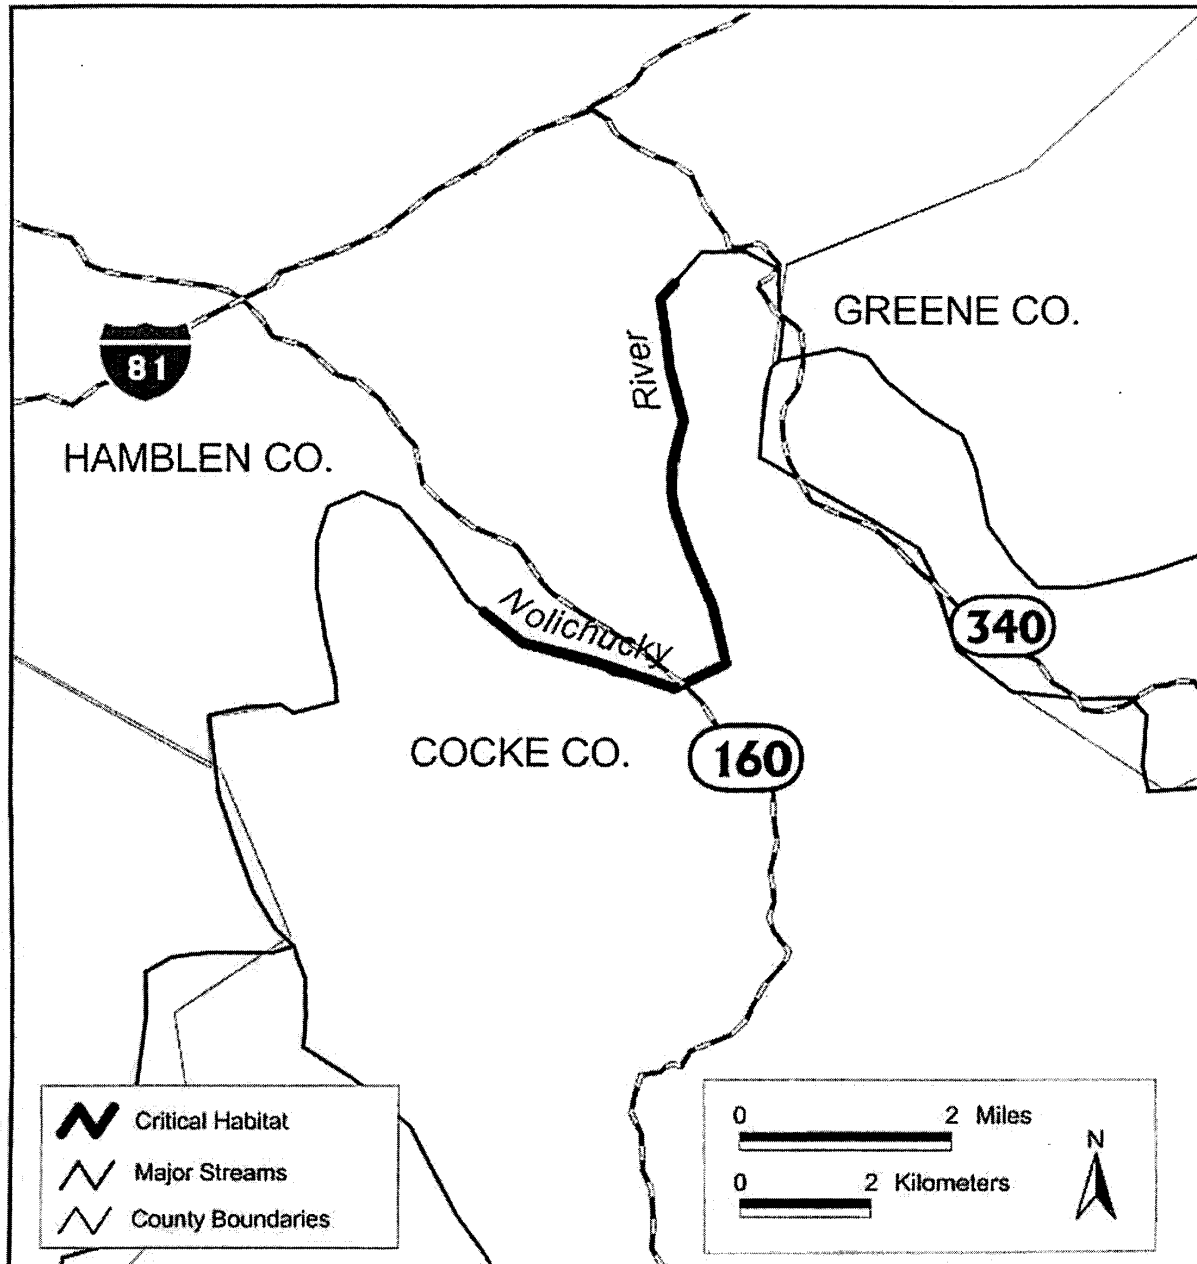 GREENE CO.
River
81
HAMBLEN CO.
Nolichucky
340
COCKE CO.
160
Critical Habitat
Major Streams
County Boundaries
0 2 Miles
0 2 Kilometers
N